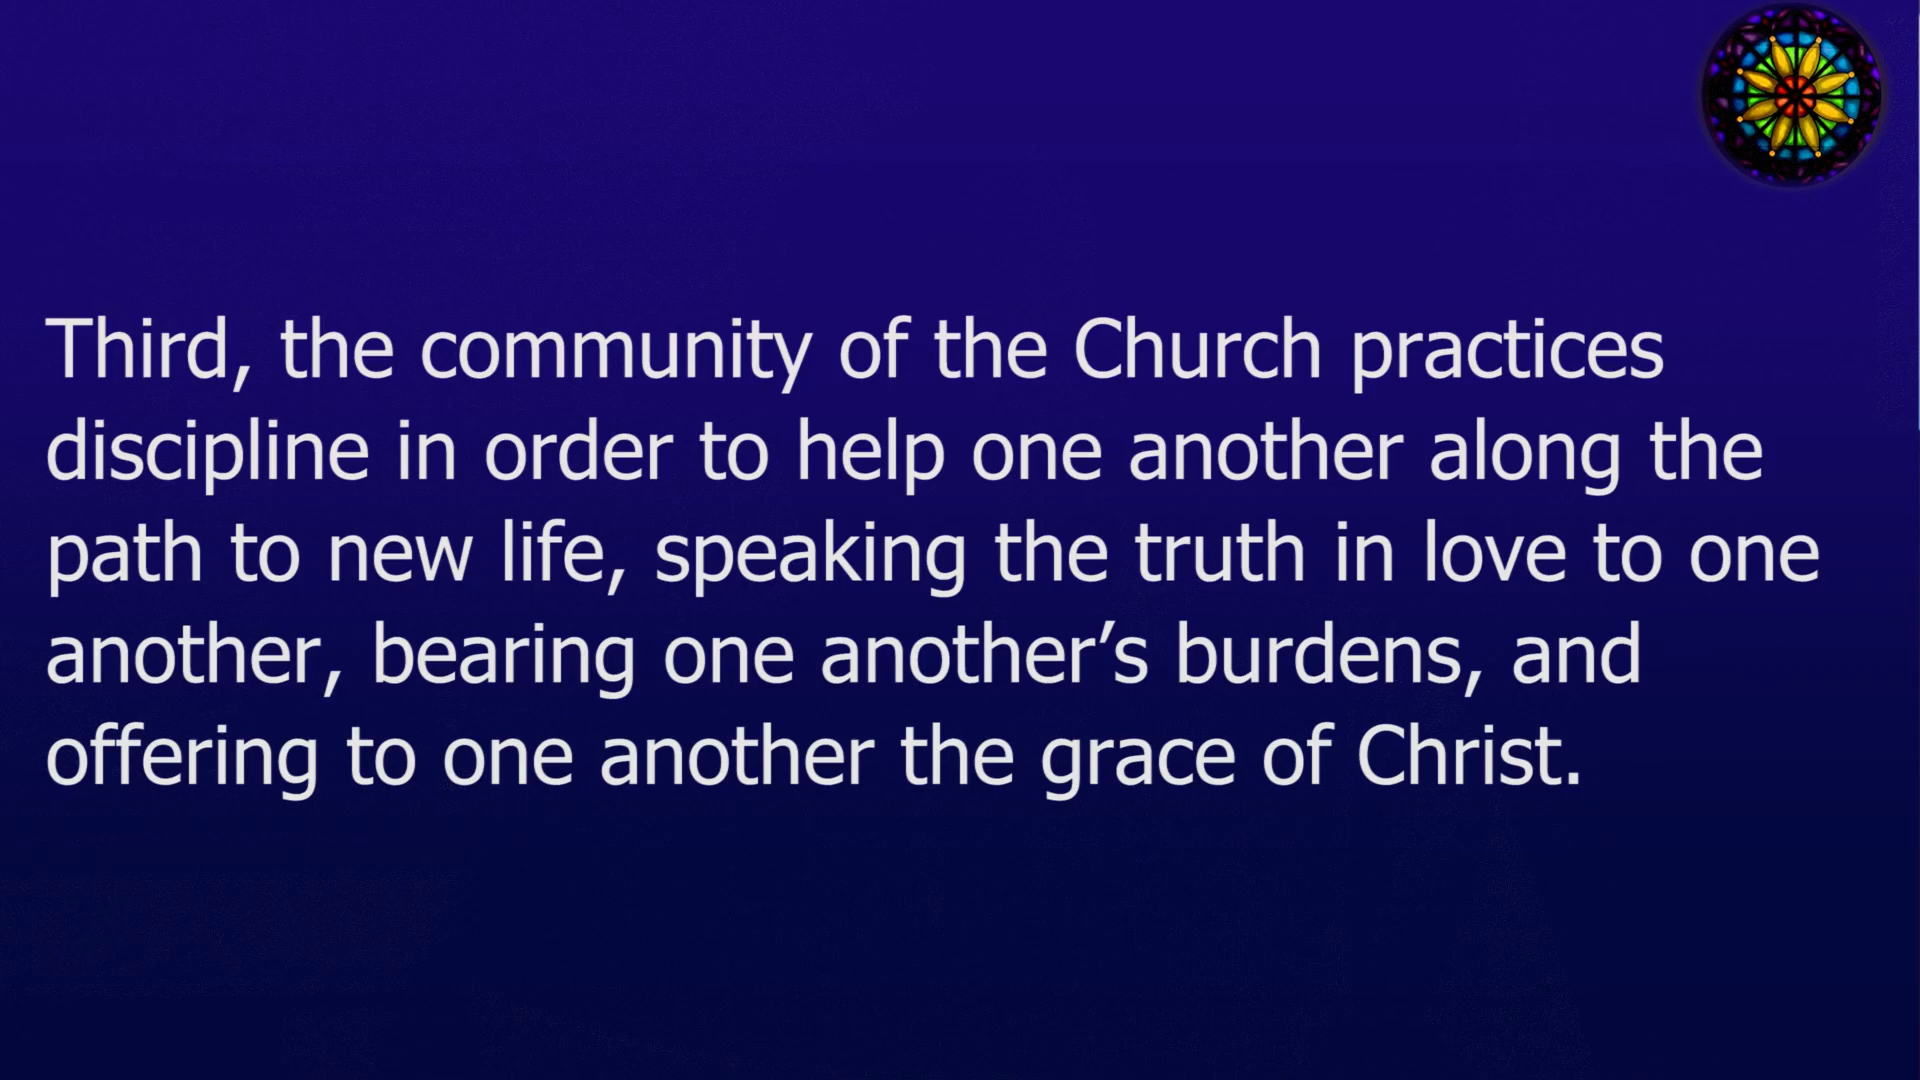 Third, the community of the Church practices
discipline in order to help one another along the
path to new life, speaking the truth in love to one
another, bearing one another’s burdens, and
offering to one another the grace of Christ.